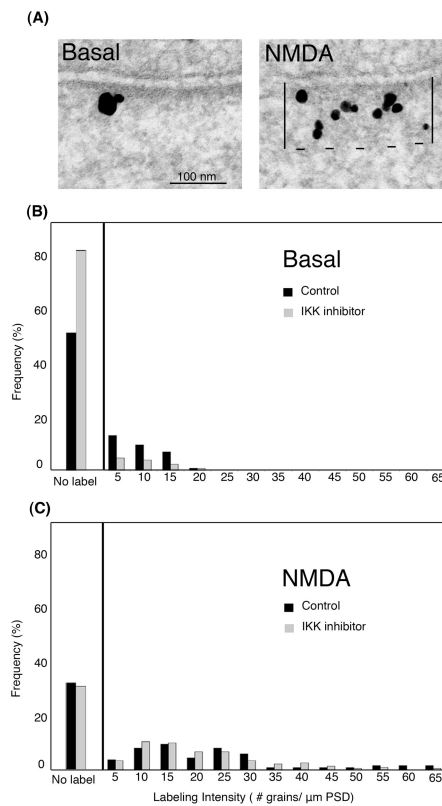 (A)
Basal
NMDA
100 nm
(B)
Basal
Control
IKK inhibitor
Frequency (%)
80
60
40
20
0
No label
5 10 15 20 25 30 35 40 45 50 55 60 65
(C)
NMDA
Control
IKK inhibitor
Frequency (%)
80
60
40
20
0
No label
5 10 15 20 25 30 35 40 45 50 55 60 65
Labeling Intensity ( # grains/ µm PSD)